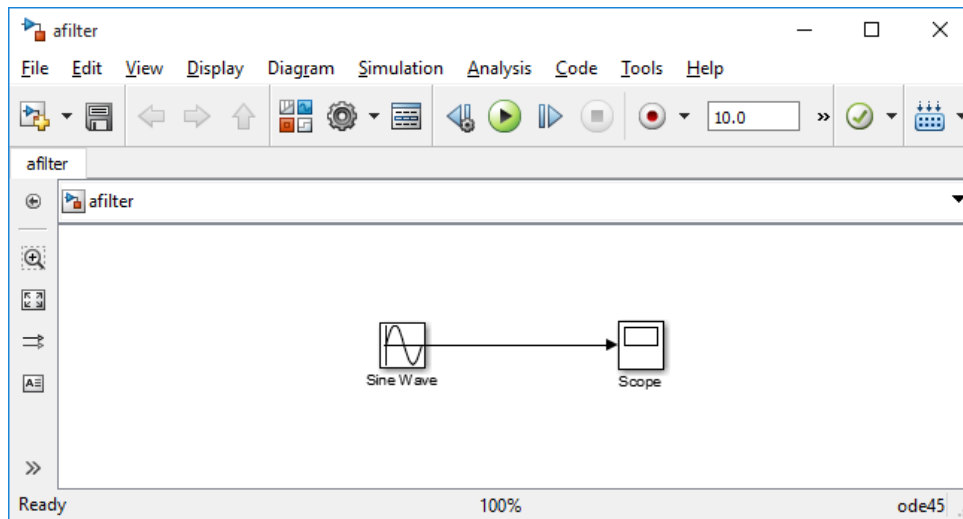 afilter
File Edit View Display Diagram Simulation Analysis Code Tools Help
10.0 »
afilter
afilter
Sine Wave Scope
Ready 100% ode45